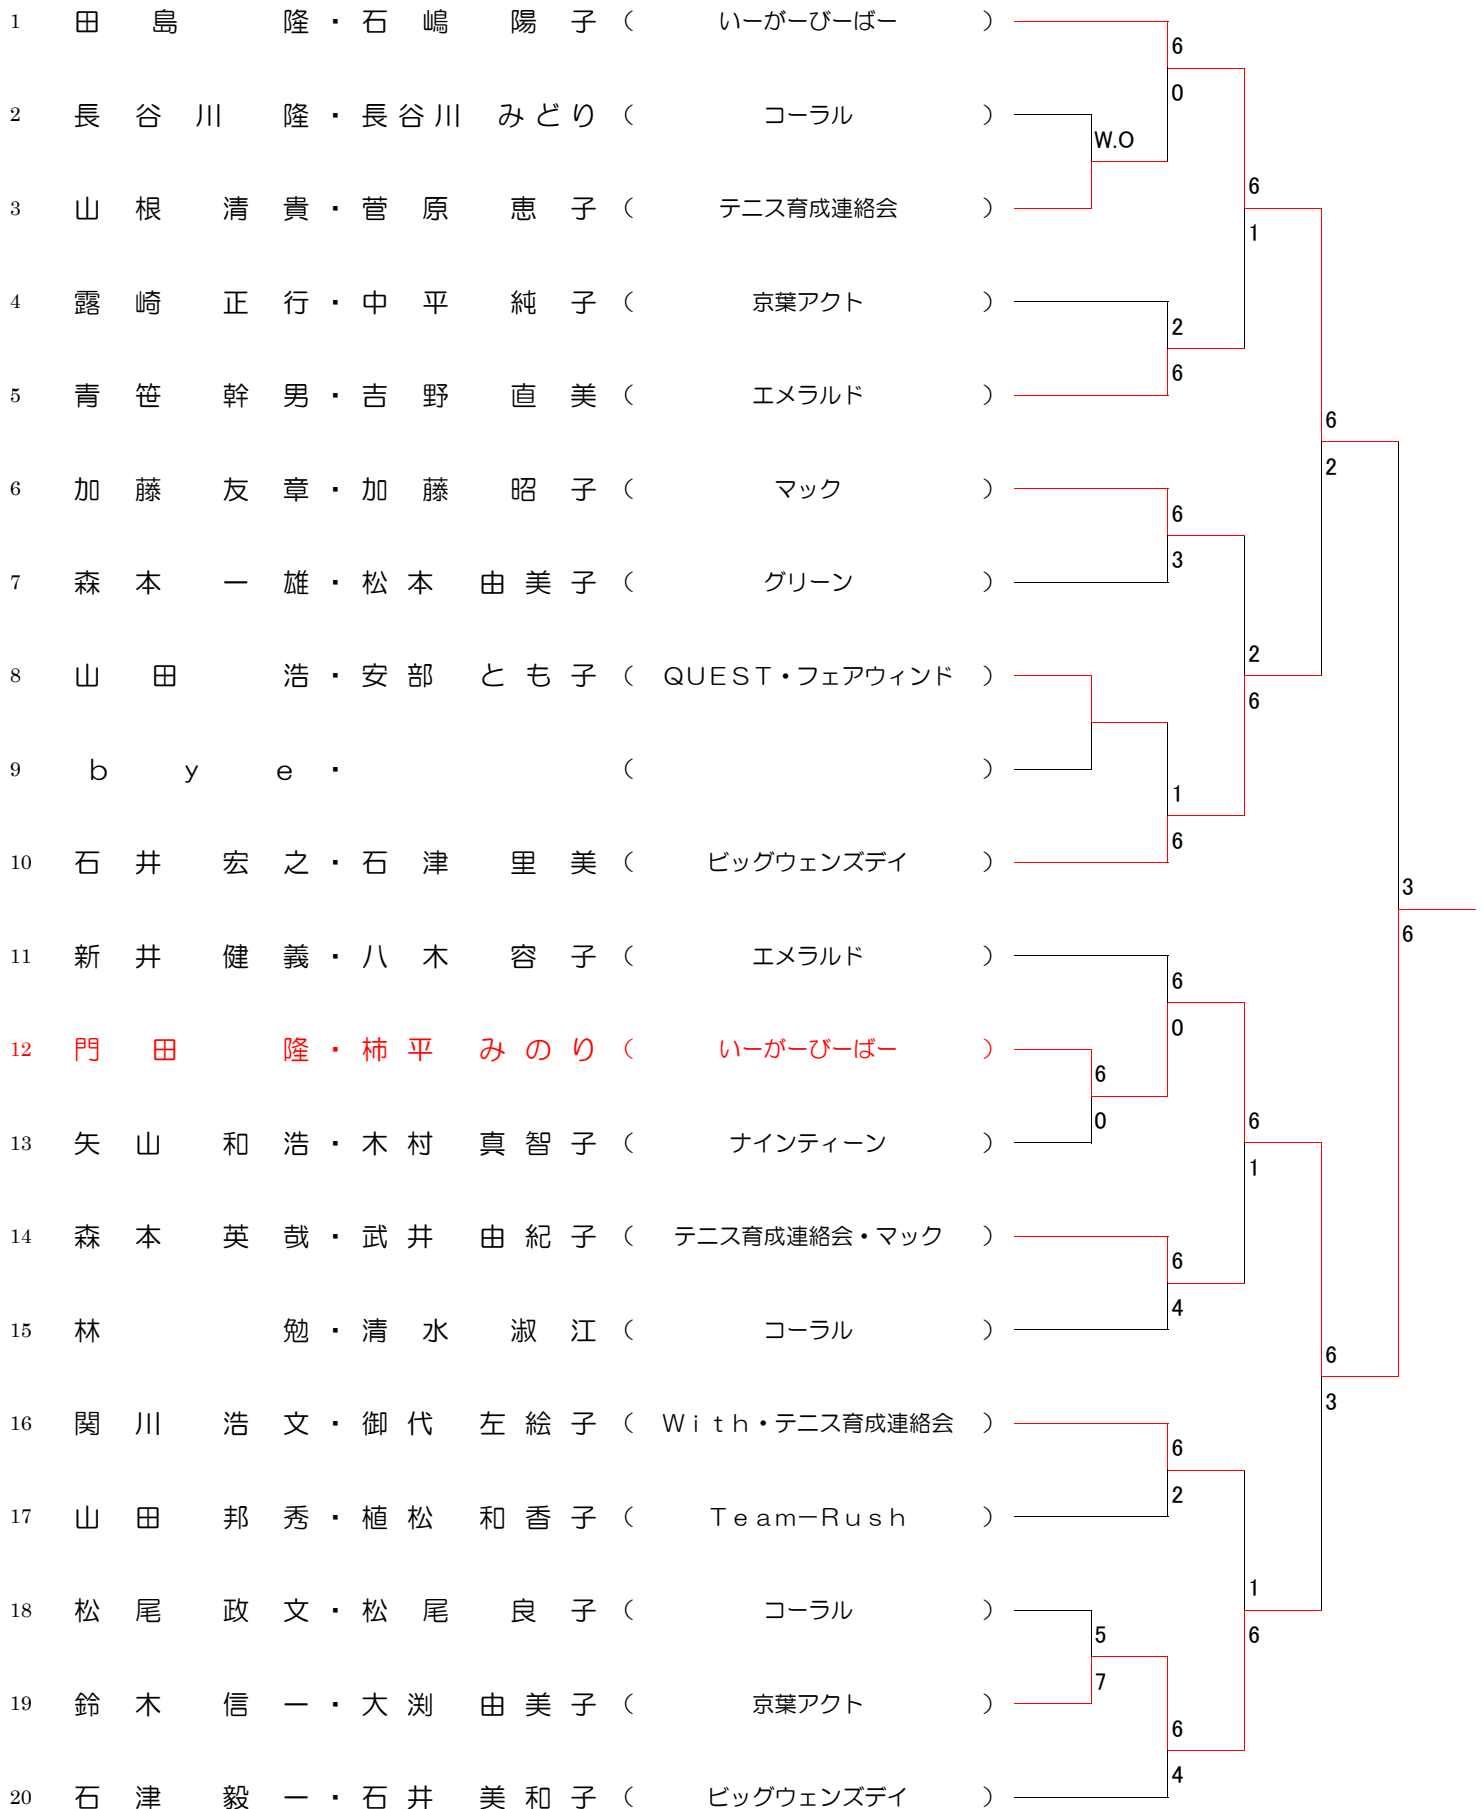 1 田島 隆・石嶋 陽子 ( いーがーびーばー )
6
0
2 長谷川 隆・長谷川 みどり ( コーラル )
W.O
3 山根 清貴・菅原 恵子 ( テニス育成連絡会 )
6
1
4 露崎 正行・中平 純子 ( 京葉アクト )
2
6
5 青笹 幹男・吉野 直美 ( エメラルド )
6
2
6 加藤 友章・加藤 昭子 ( マック )
6
3
7 森本 一雄・松本 由美子 ( グリーン )
2
6
8 山田 浩・安部 とも子 ( QUEST・フェアウィンド )
9 bye・ ( )
1
6
10 石井 宏之・石津 里美 ( ビッグウェンズデイ )
3
6
11 新井 健義・八木 容子 ( エメラルド )
6
0
12 門田 隆・柿平 みのり ( いーがーびーばー )
6
0
13 矢山 和浩・木村 真智子 ( ナインティーン )
6
1
14 森本 英哉・武井 由紀子 ( テニス育成連絡会・マック )
6
4
15 林 勉・清水 淑江 ( コーラル )
6
3
16 関川 浩文・御代 左絵子 ( With・テニス育成連絡会 )
6
2
17 山田 邦秀・植松 和香子 ( Team−Rush )
1
6
18 松尾 政文・松尾 良子 ( コーラル )
5
7
19 鈴木 信一・大渕 由美子 ( 京葉アクト )
6
4
20 石津 毅一・石井 美和子 ( ビッグウェンズデイ )